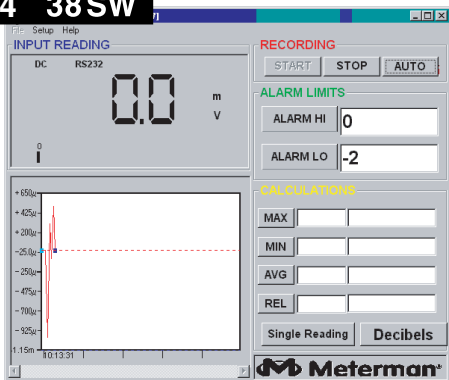 4 38SW
File Setup Help
INPUT READING
DC RS232
0.0 m V
0
RECORDING
START STOP AUTO
ALARM LIMITS
ALARM HI 0
ALARM LO -2
CALCULATIONS
MAX
MIN
AVG
REL
Single Reading Decibels
Meterman
+650µ
+425µ
+200µ
-25.0µ
-250µ
-475µ
-700µ
-925µ
-1.15m
10:13:31